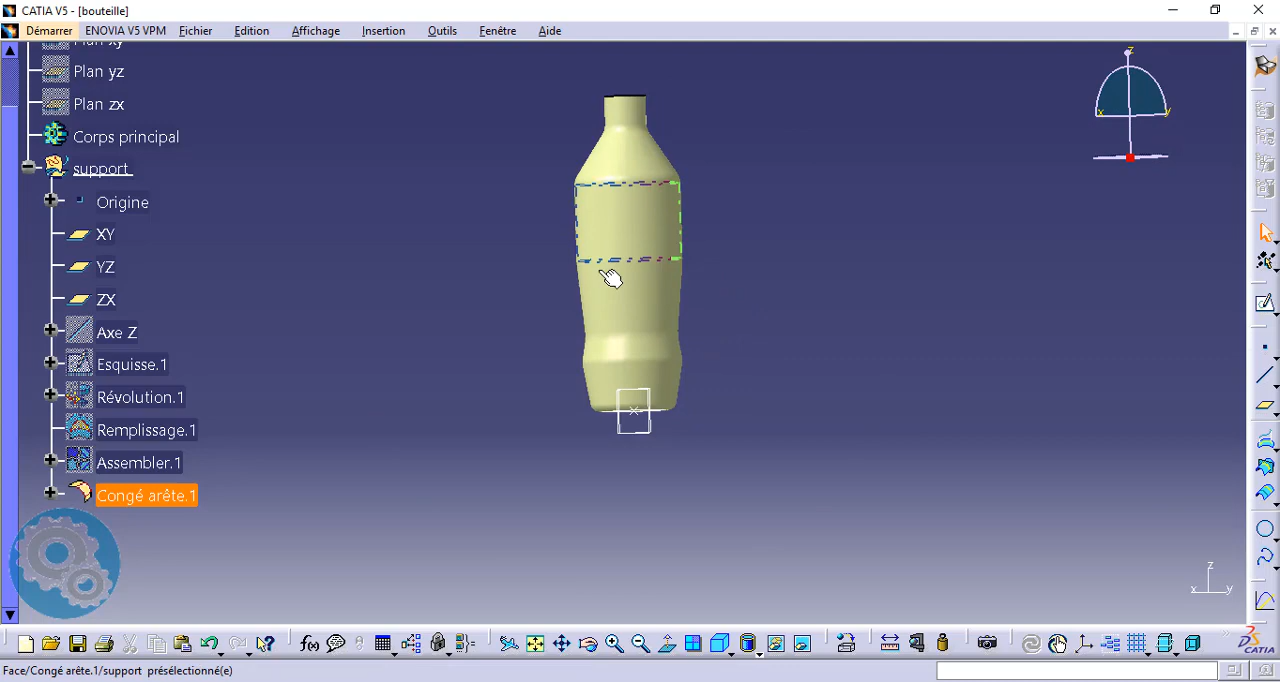 CATIA V5 - [bouteille]
Démarrer ENOVIA V5 VPM Fichier Edition Affichage Insertion Outils Fenêtre Aide
Plan xy
Plan yz
Plan zx
Corps principal
support
Origine
XY
YZ
ZX
Axe Z
Esquisse.1
Révolution.1
Remplissage.1
Assembler.1
Congé arête.1
z
x y
z
x y
f(x)
CATIA
Face/Congé arête.1/support présélectionné(e)